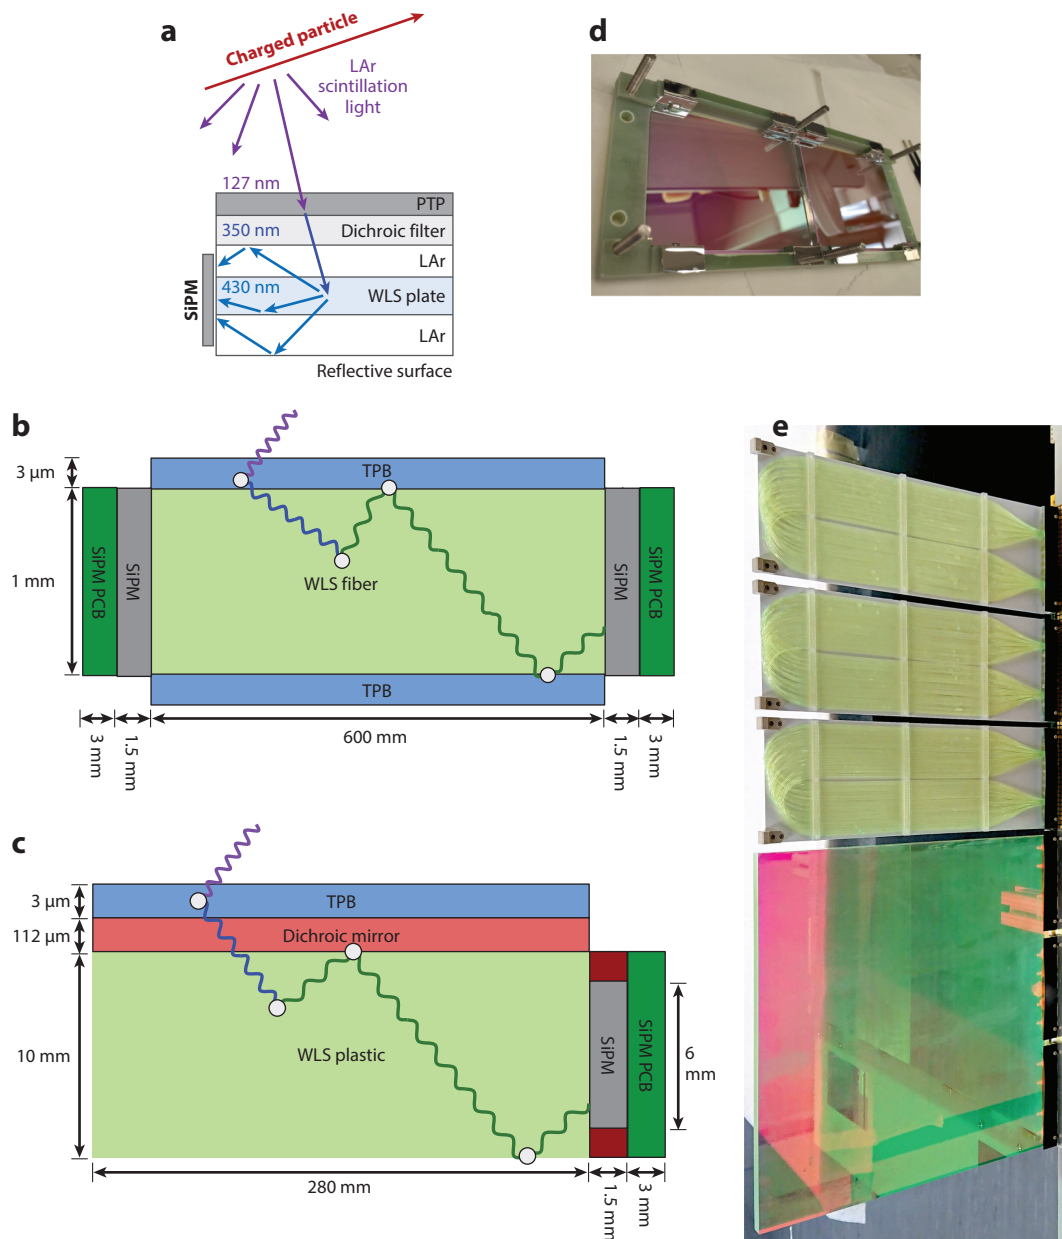 a
Charged particle
LAr
scintillation
light
127 nm
PTP
350 nm
Dichroic filter
LAr
430 nm
WLS plate
SiPM
LAr
Reflective surface
d
b
3 µm
TPB
1 mm
SiPM PCB
SiPM
WLS fiber
SiPM
SiPM PCB
TPB
3 mm
1.5 mm
600 mm
1.5 mm
3 mm
c
3 µm
TPB
112 µm
Dichroic mirror
10 mm
WLS plastic
SiPM
SiPM PCB
6
mm
280 mm
1.5 mm
3 mm
e